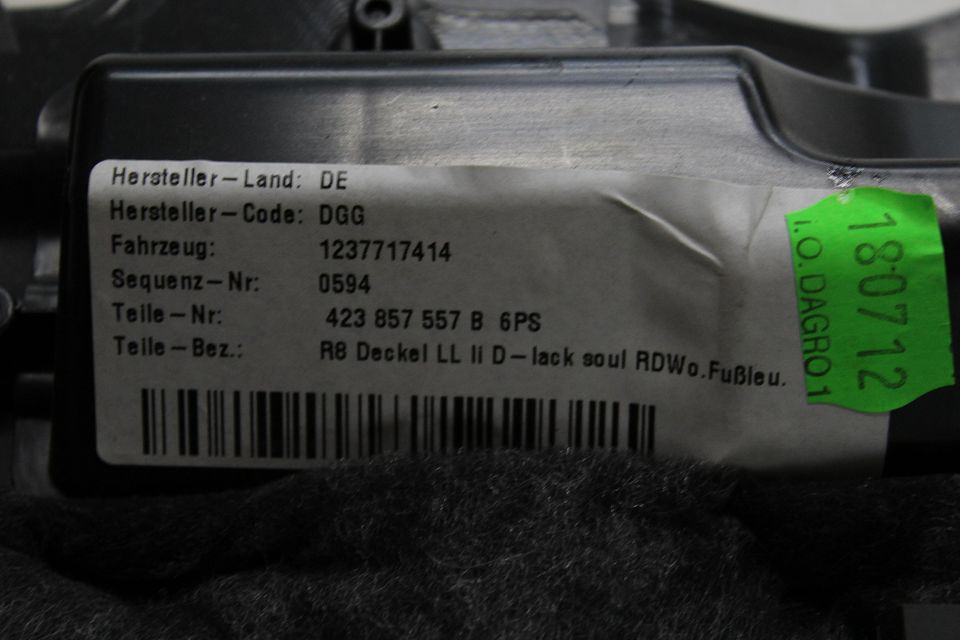 Hersteller-Land: DE
Hersteller-Code: DGG
Fahrzeug: 1237717414
Sequenz-Nr: 0594
Teile-Nr: 423 857 557 B 6PS
Teile-Bez.: R8 Deckel LL li D-lack soul RDWo.Fußleu.
180712
i.O.DAGRO1